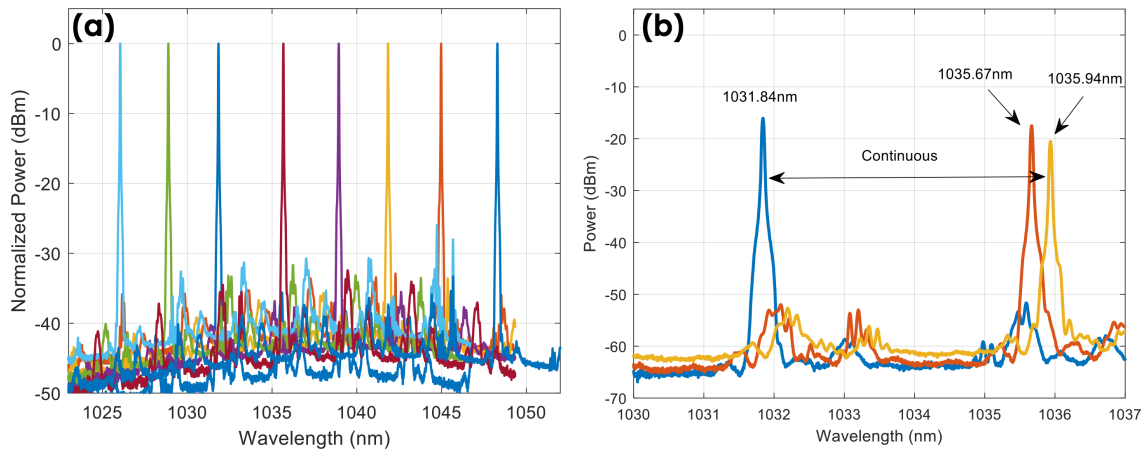 (a)
0
-10
-20
-30
-40
-50
Normalized Power (dBm)
1025 1030 1035 1040 1045 1050
Wavelength (nm)
(b)
0
-10
-20
-30
-40
-50
-60
-70
Power (dBm)
1035.67nm
1035.94nm
1031.84nm
Continuous
1030 1031 1032 1033 1034 1035 1036 1037
Wavelength (nm)